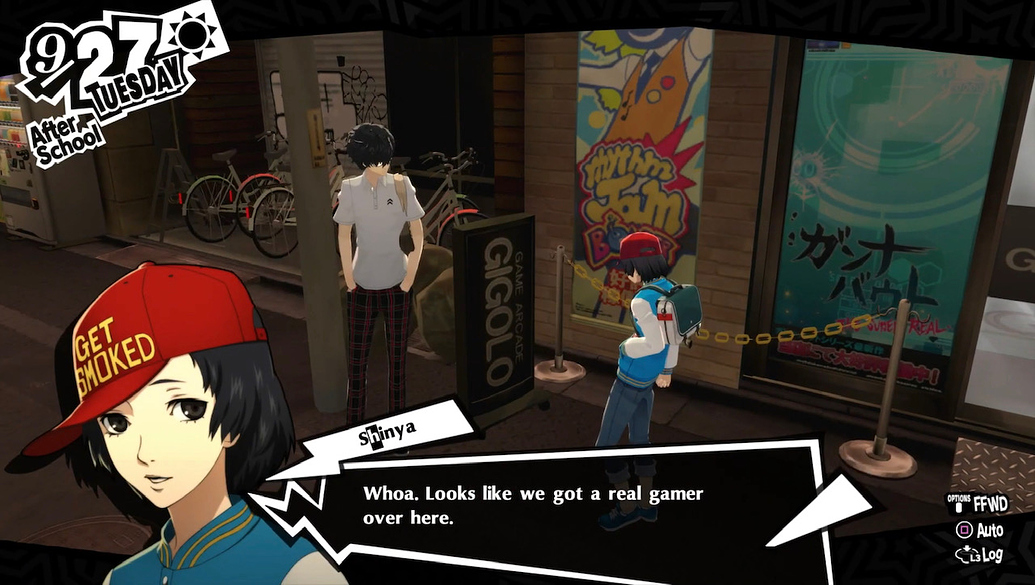 9/27
TUESDAY
After
School
GET
SMOKED
Shinya
Whoa. Looks like we got a real gamer
over here.
GAME ARCADE
GIGOLO
Rhythm
Jam
ガンナ
バウト
G
OPTIONS FFWD
Auto
L3 Log